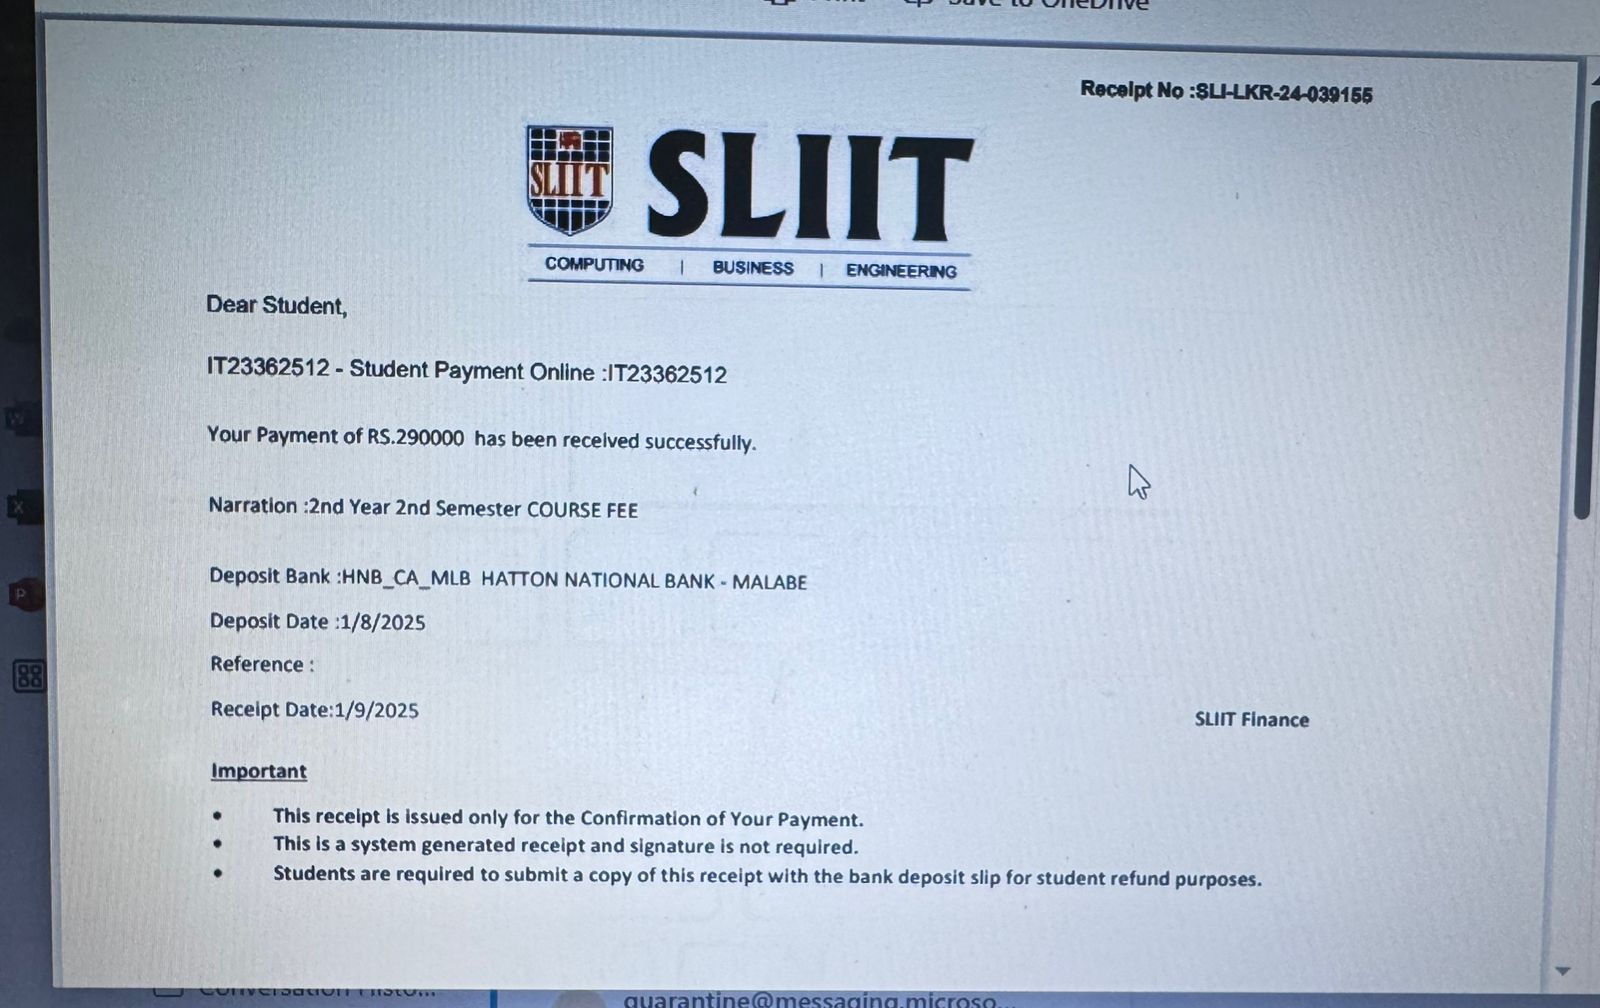 Save to OneDrive
Receipt No :SLI-LKR-24-039155
SLIIT
SLIIT
COMPUTING | BUSINESS | ENGINEERING
Dear Student,
IT23362512 - Student Payment Online :IT23362512
Your Payment of RS.290000 has been received successfully.
Narration :2nd Year 2nd Semester COURSE FEE
Deposit Bank :HNB_CA_MLB HATTON NATIONAL BANK - MALABE
Deposit Date :1/8/2025
Reference :
Receipt Date:1/9/2025
SLIIT Finance
Important
• This receipt is issued only for the Confirmation of Your Payment.
• This is a system generated receipt and signature is not required.
• Students are required to submit a copy of this receipt with the bank deposit slip for student refund purposes.
Conversation Histo...
quarantine@messaging.microso...